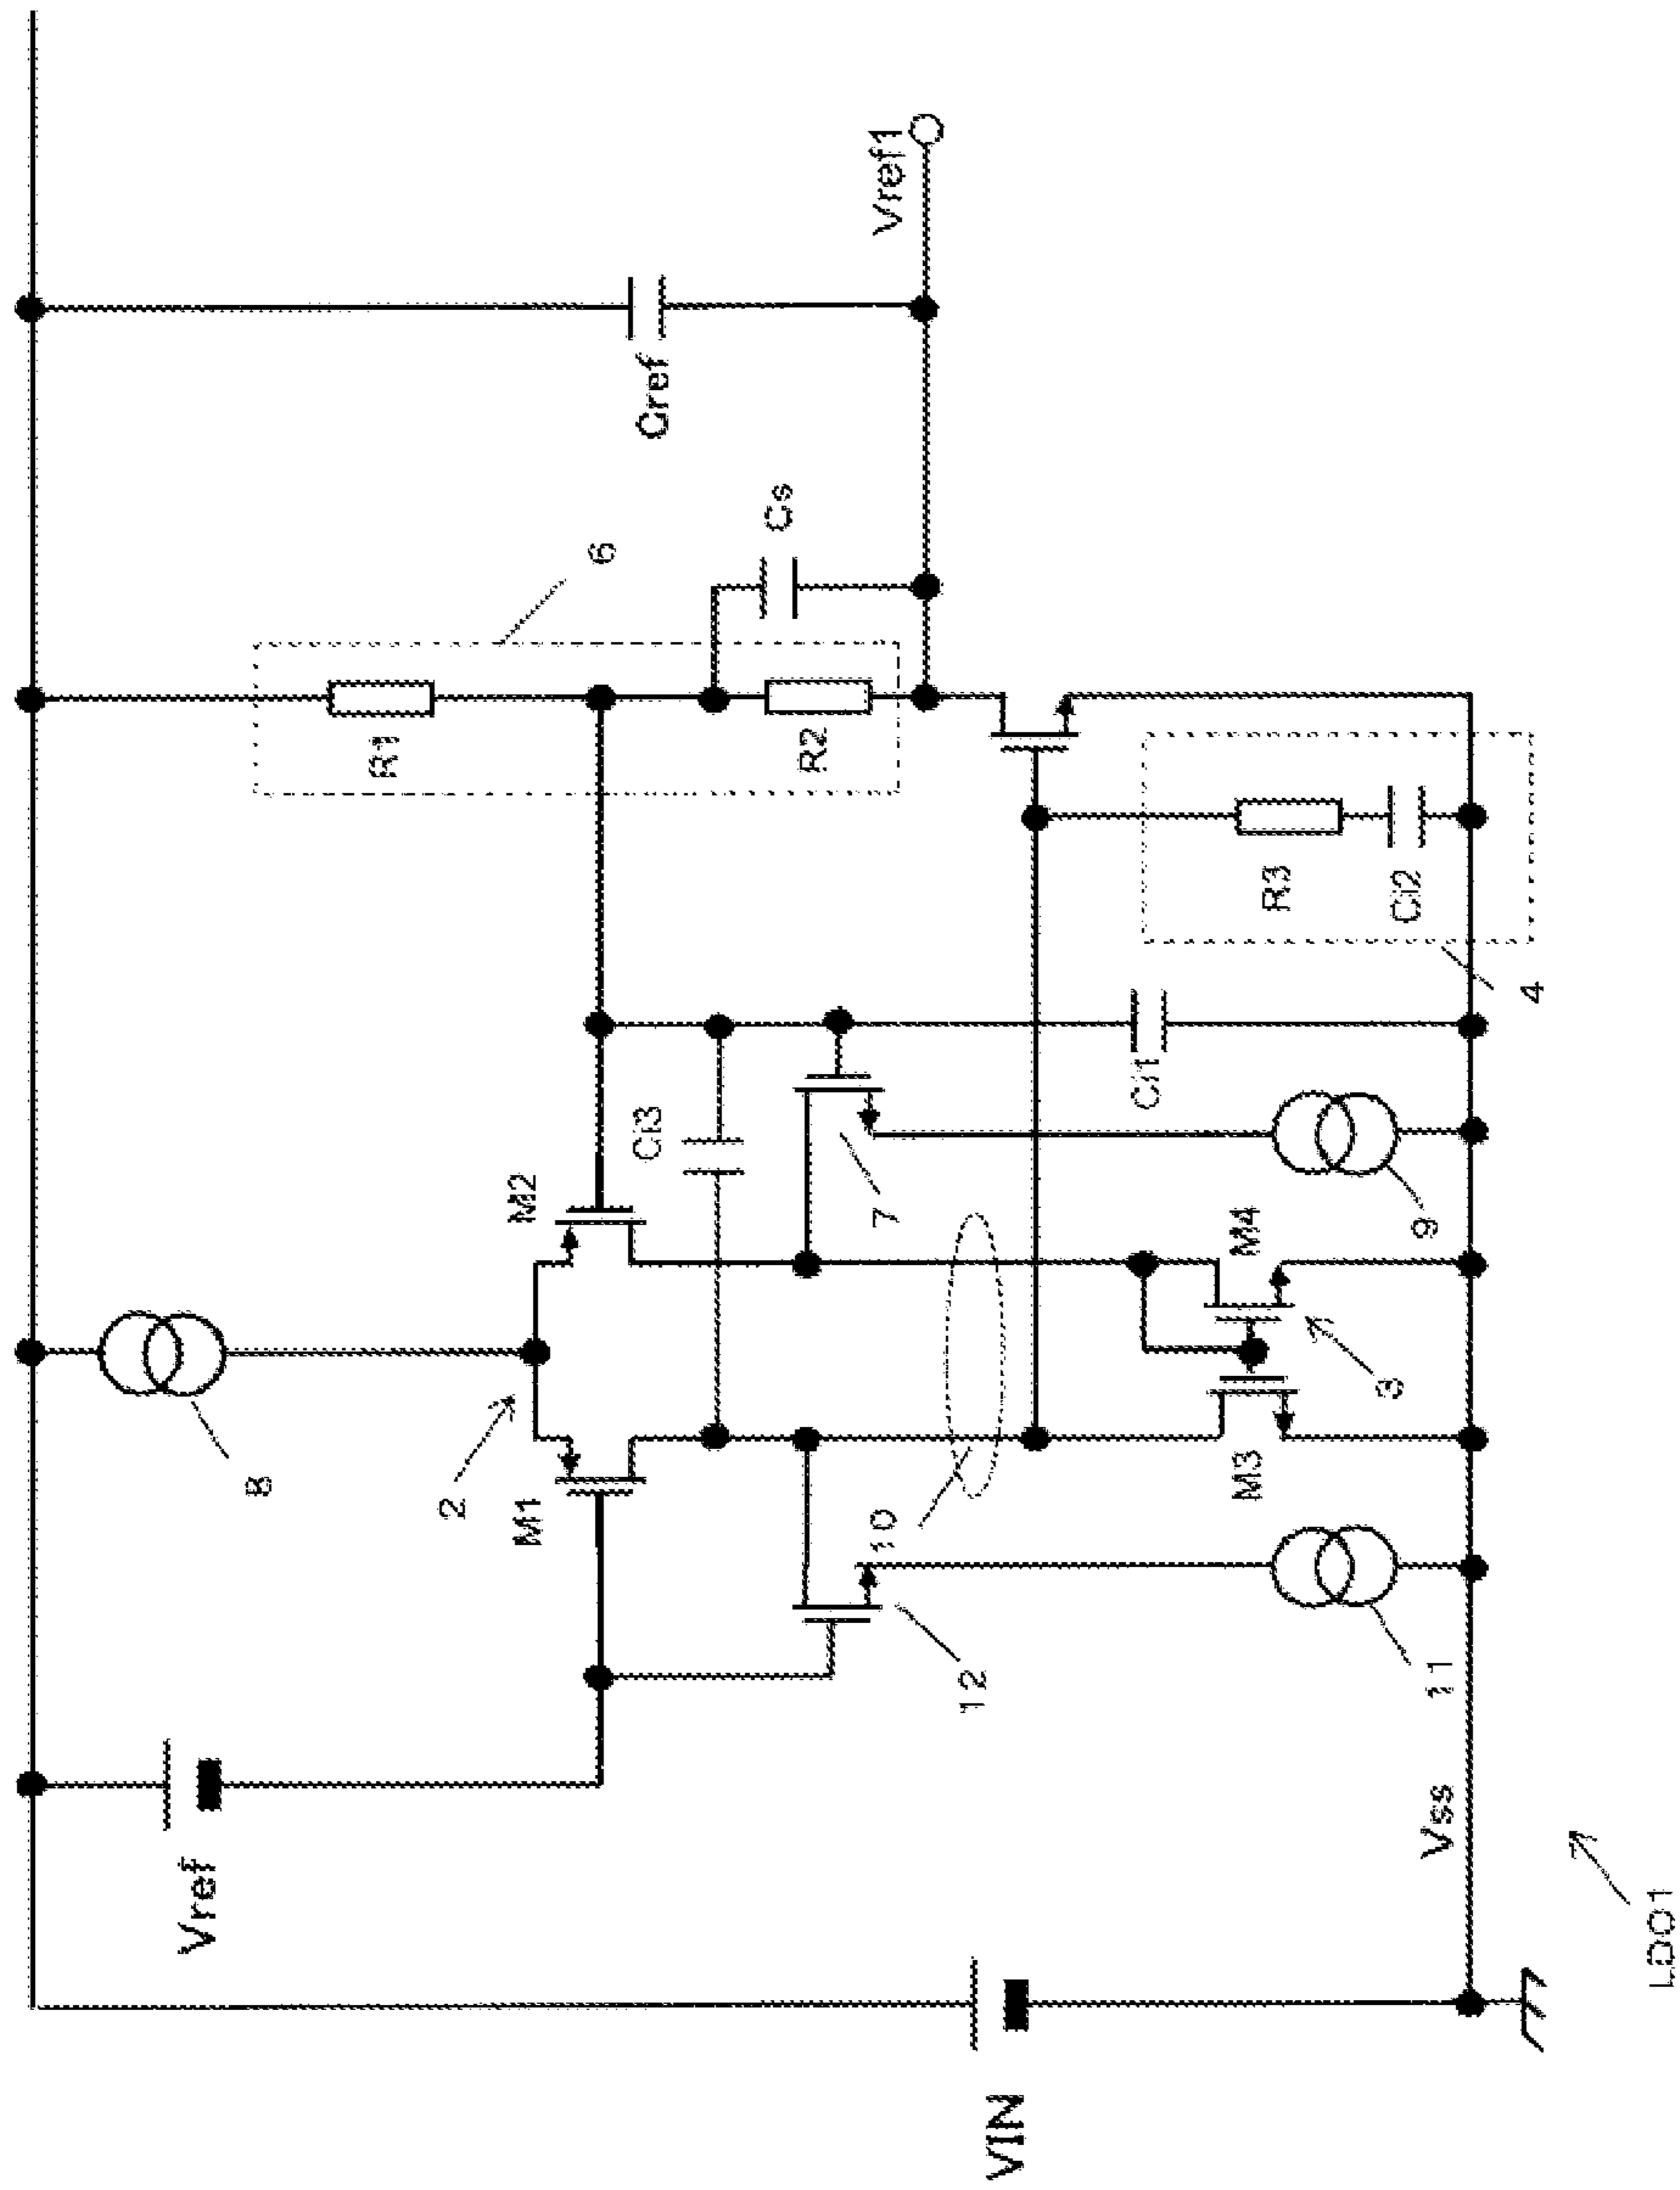 VIN
Vref
LDO1
Vss
8
2
M1
M2
12
11
10
Ci3
7
9
M3
M4
3
Ci1
4
R3
Ci2
R1
R2
6
Cs
Cref
Vref1